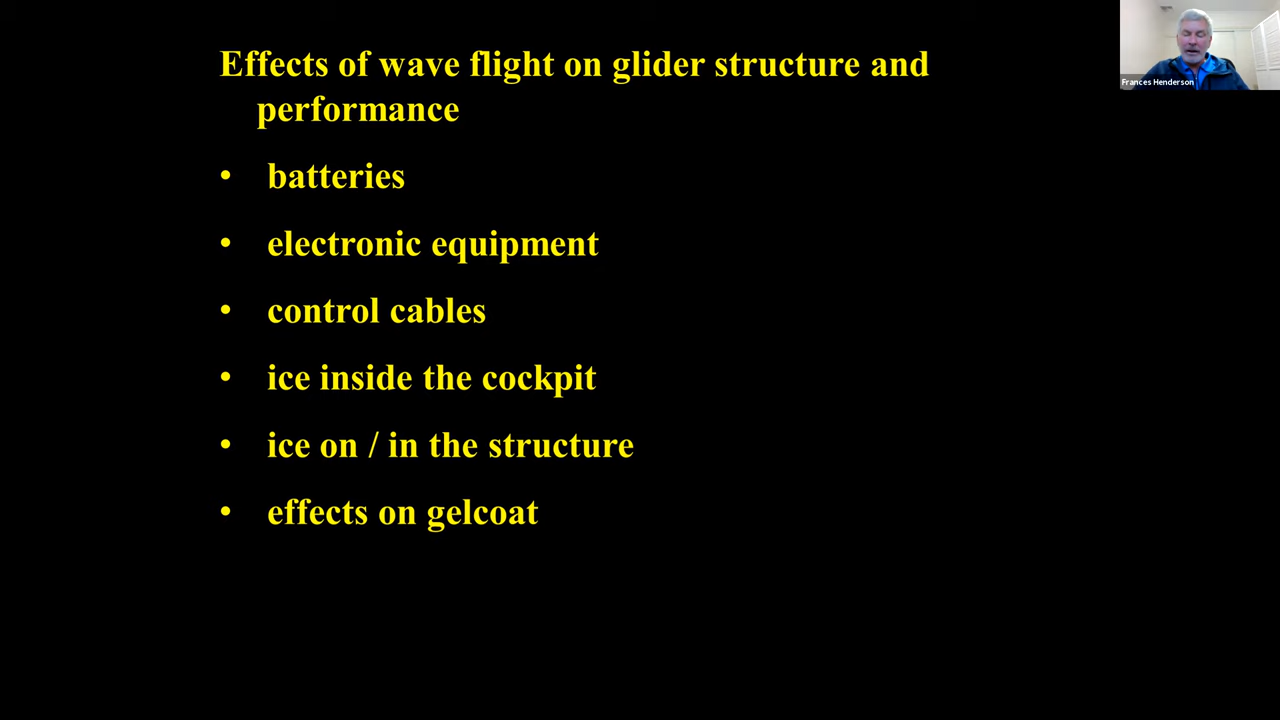 Effects of wave flight on glider structure and
performance
• batteries
• electronic equipment
• control cables
• ice inside the cockpit
• ice on / in the structure
• effects on gelcoat
Frances Henderson